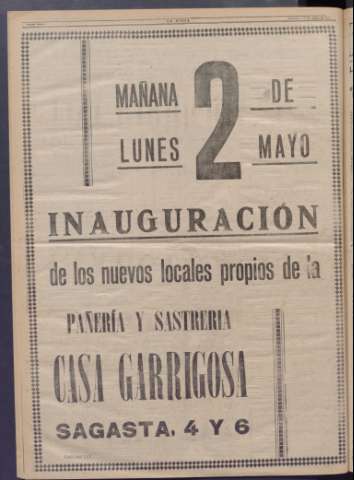 MAÑANA 2 DE
LUNES MAYO
INAUGURACIÓN
de los nuevos locales propios de la
PAÑERÍA Y SASTRERIA
CASA GARRIGOSA
SAGASTA, 4 Y 6